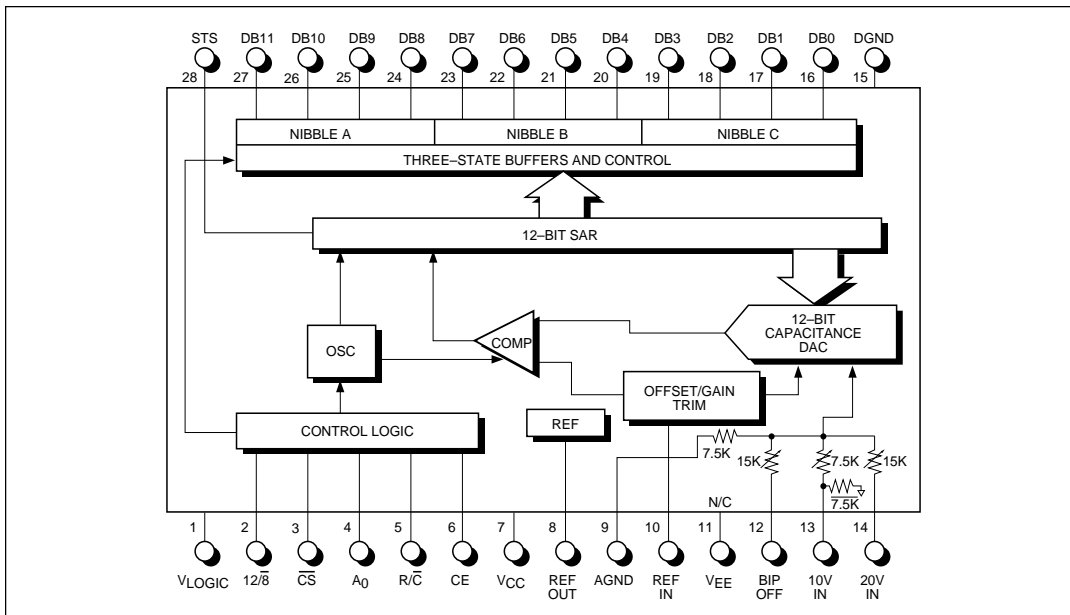 STS DB11 DB10 DB9 DB8 DB7 DB6 DB5 DB4 DB3 DB2 DB1 DB0 DGND
28 27 26 25 24 23 22 21 20 19 18 17 16 15
NIBBLE A NIBBLE B NIBBLE C
THREE–STATE BUFFERS AND CONTROL
12–BIT SAR
12–BIT
CAPACITANCE
DAC
COMP
OSC
OFFSET/GAIN
TRIM
REF
CONTROL LOGIC
7.5K
15K 7.5K 15K
7.5K
N/C
1 2 3 4 5 6 7 8 9 10 11 12 13 14
VLOGIC 12/8̅ C̅S̅ A0 R/C̅ CE VCC REF OUT AGND REF IN VEE BIP OFF 10V IN 20V IN